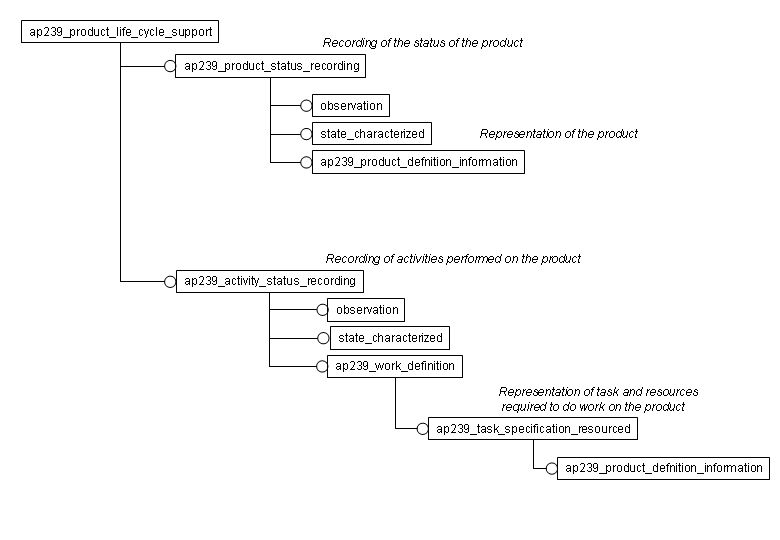 ap239_product_life_cycle_support
Recording of the status of the product
ap239_product_status_recording
observation
state_characterized
Representation of the product
ap239_product_defnition_information
Recording of activities performed on the product
ap239_activity_status_recording
observation
state_characterized
ap239_work_definition
Representation of task and resources
required to do work on the product
ap239_task_specification_resourced
ap239_product_defnition_information